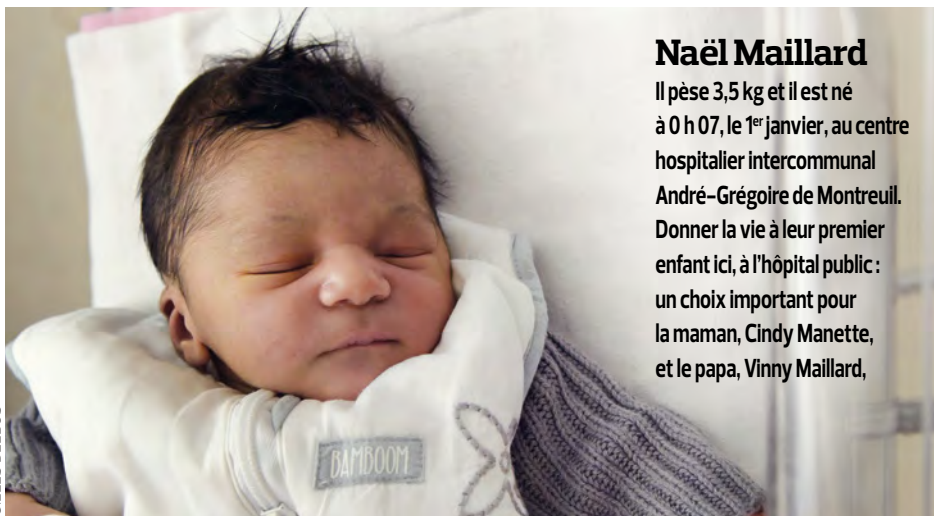 Naël Maillard
Il pèse 3,5 kg et il est né
à 0 h 07, le 1er janvier, au centre
hospitalier intercommunal
André-Grégoire de Montreuil.
Donner la vie à leur premier
enfant ici, à l'hôpital public :
un choix important pour
la maman, Cindy Manette,
et le papa, Vinny Maillard,
BAMBOOM